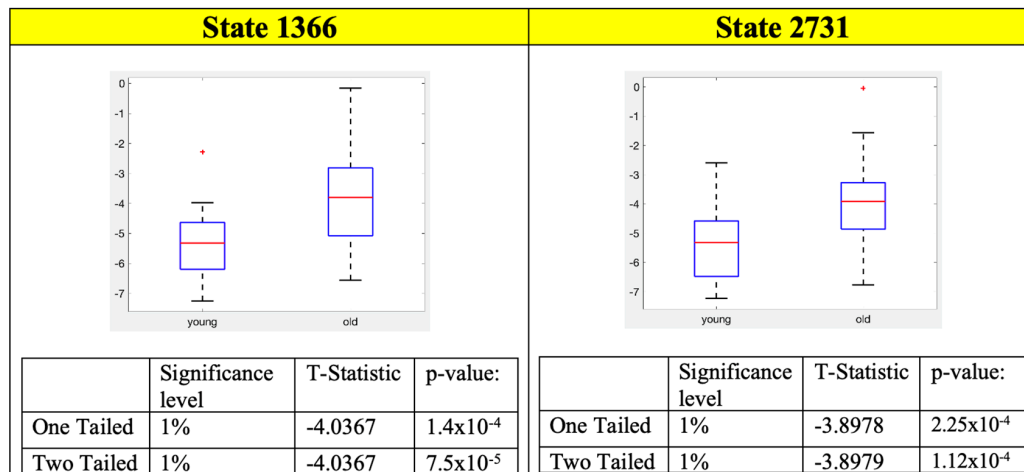 State 1366
State 2731
0
-1
-2
-3
-4
-5
-6
-7
young old
0
-1
-2
-3
-4
-5
-6
-7
young old
Significance level T-Statistic p-value:
One Tailed 1% -4.0367 1.4x10-4
Two Tailed 1% -4.0367 7.5x10-5
Significance level T-Statistic p-value:
One Tailed 1% -3.8978 2.25x10-4
Two Tailed 1% -3.8979 1.12x10-4